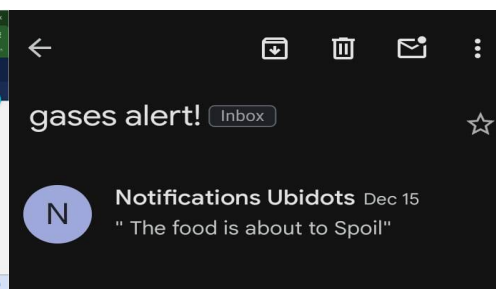 gases alert! Inbox
N
Notifications Ubidots Dec 15
" The food is about to Spoil"